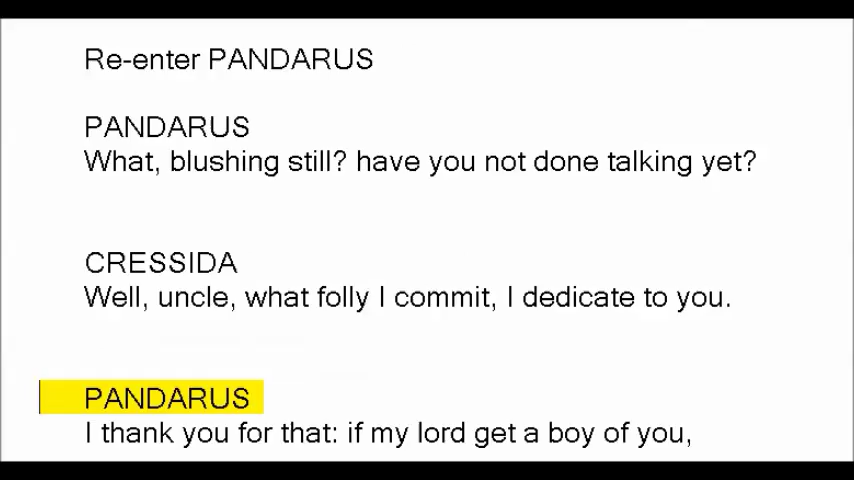 Re-enter PANDARUS
PANDARUS
What, blushing still? have you not done talking yet?
CRESSIDA
Well, uncle, what folly I commit, I dedicate to you.
PANDARUS
I thank you for that: if my lord get a boy of you,